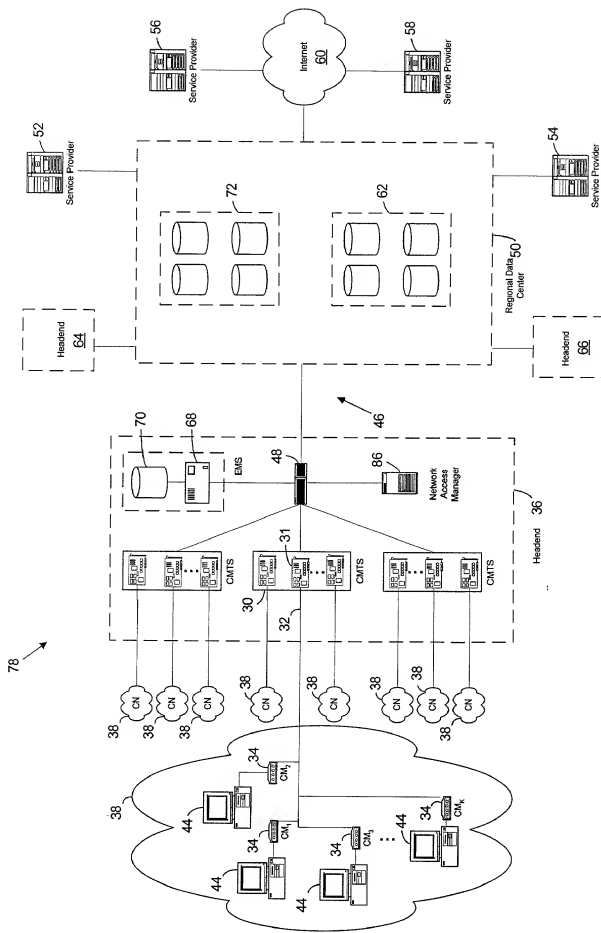 78
52
Service Provider
56
Service Provider
Internet
60
58
Service Provider
54
Service Provider
72
62
Regional Data
Center
50
Headend
64
Headend
66
46
70
68
EMS
48
86
Network
Access
Manager
36
Headend
CMTS
31
30
32
CMTS
CMTS
CN
38
CN
38
CN
38
CN
38
CN
38
CN
38
CN
38
CN
38
38
44
34
CM2
44
34
CM1
44
34
CM3
44
34
CMK